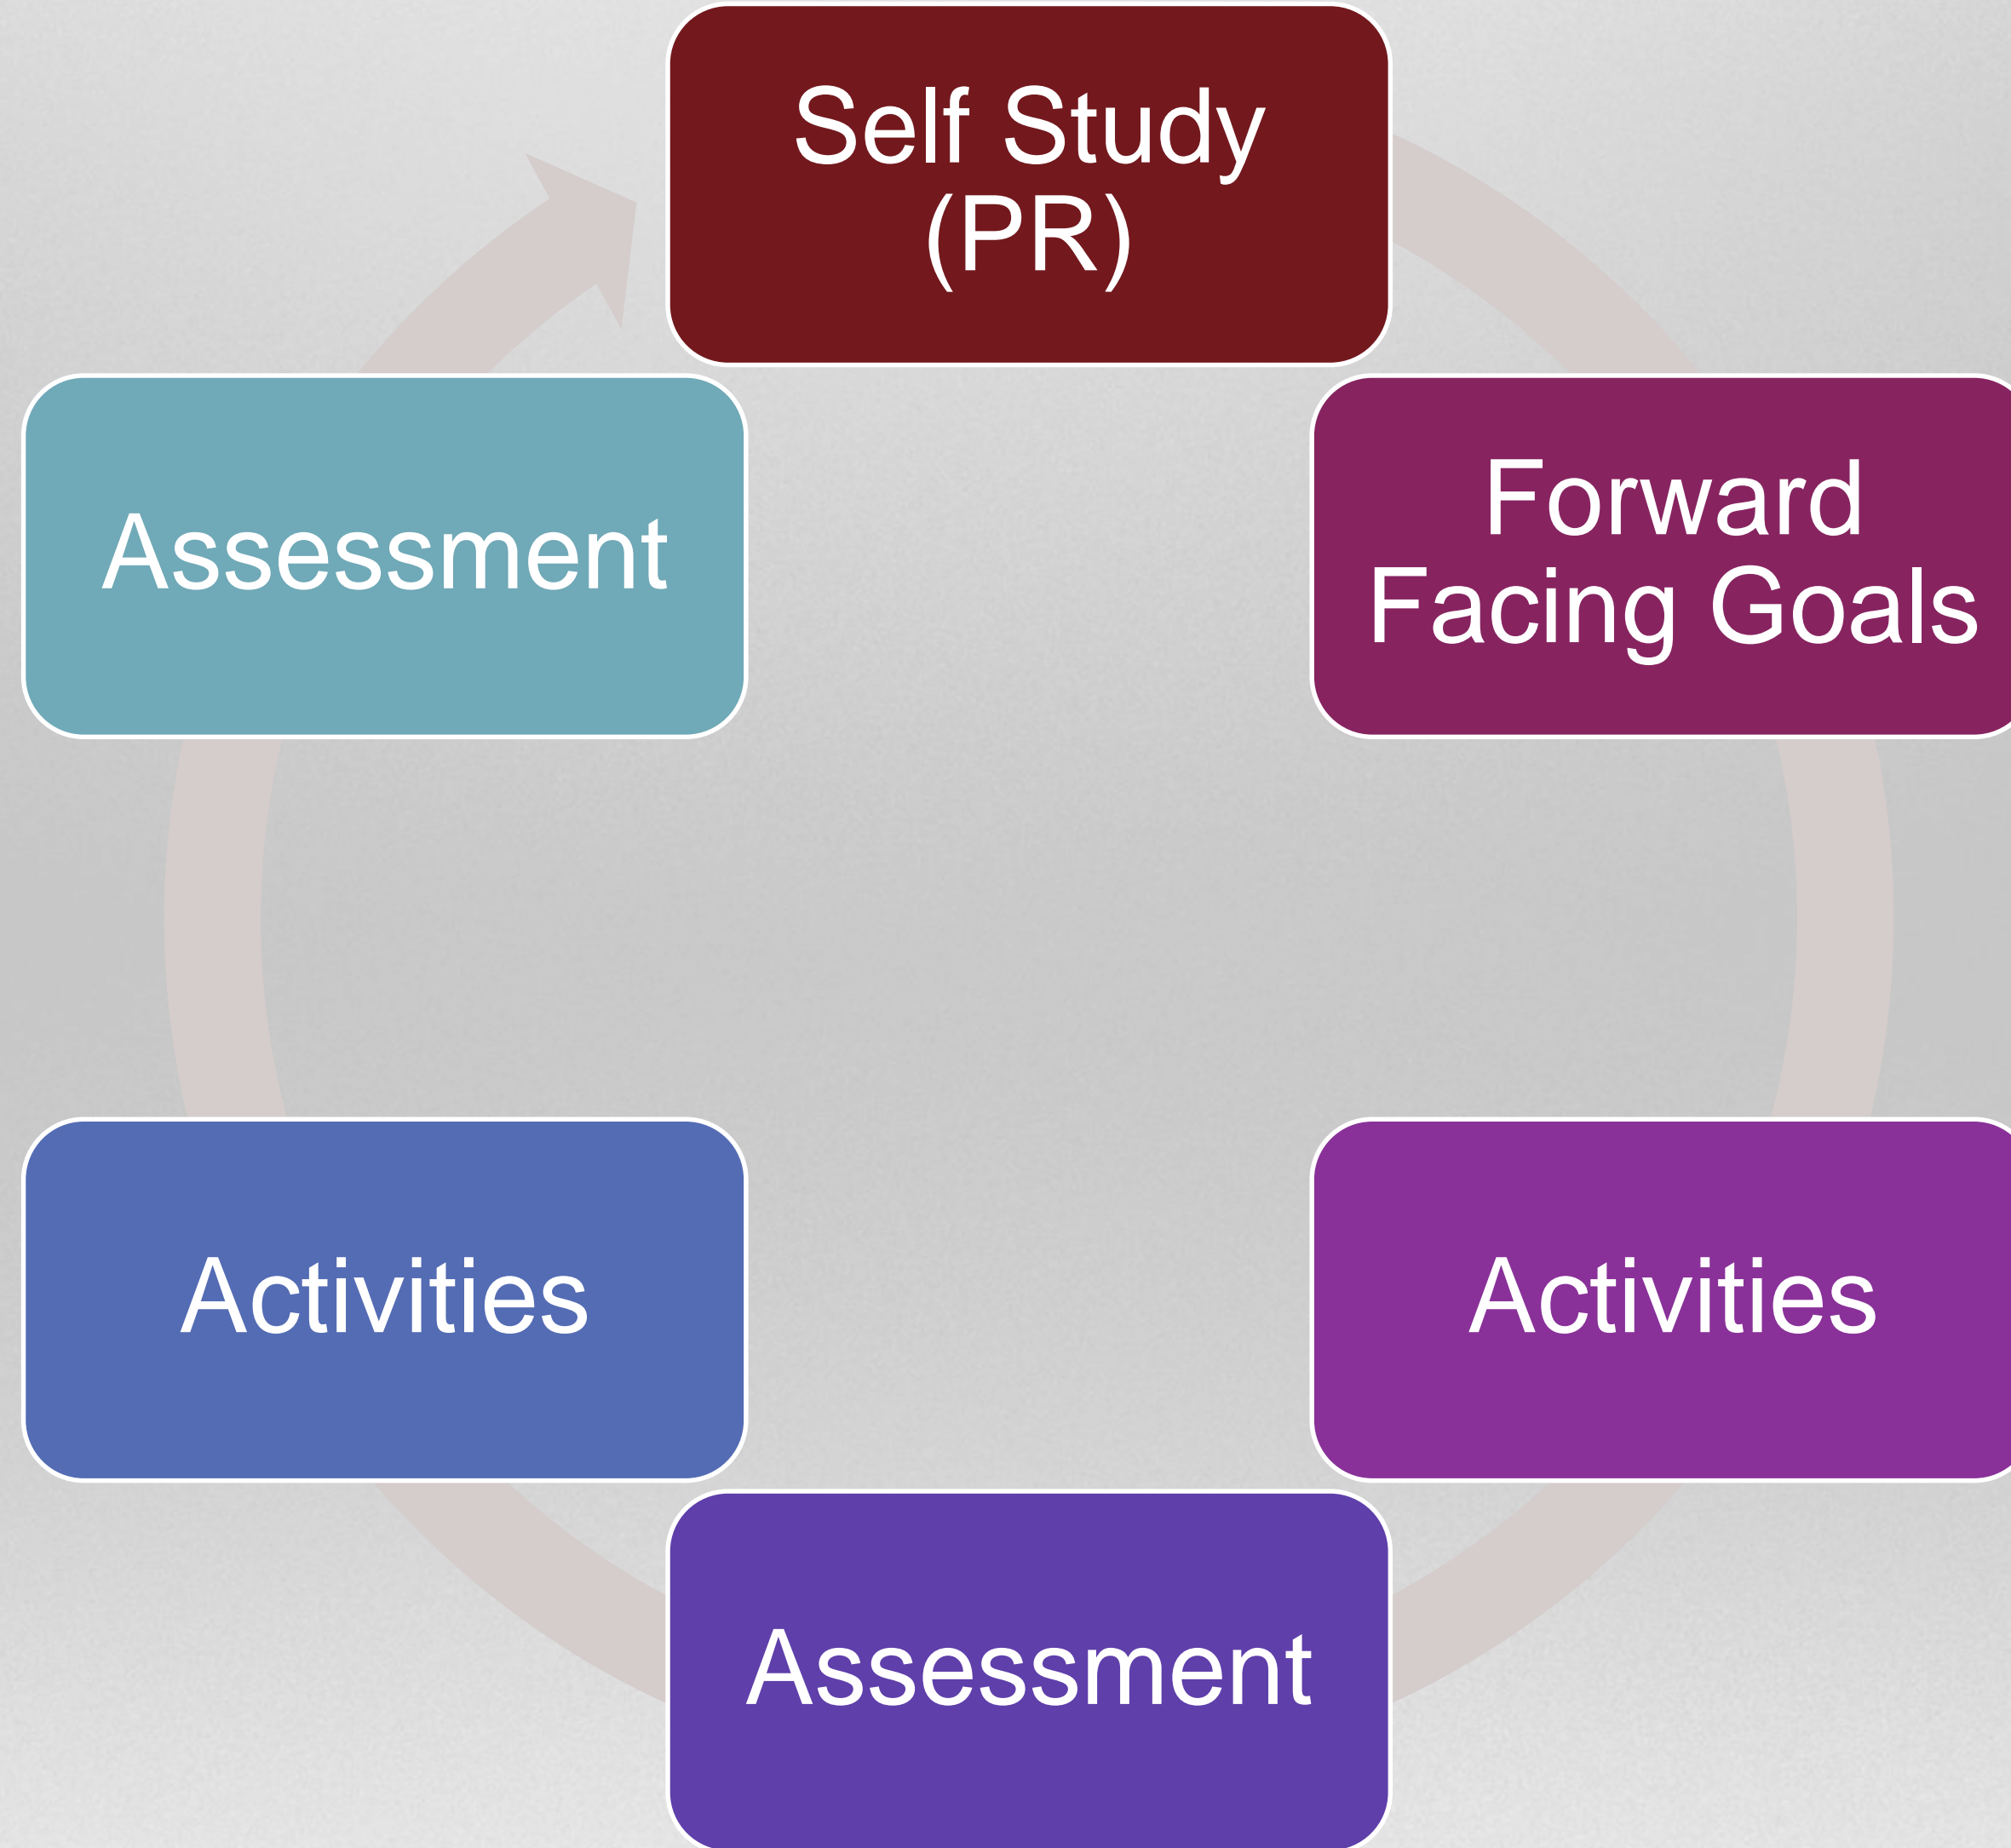 Self Study
(PR)
Forward
Facing Goals
Activities
Assessment
Activities
Assessment